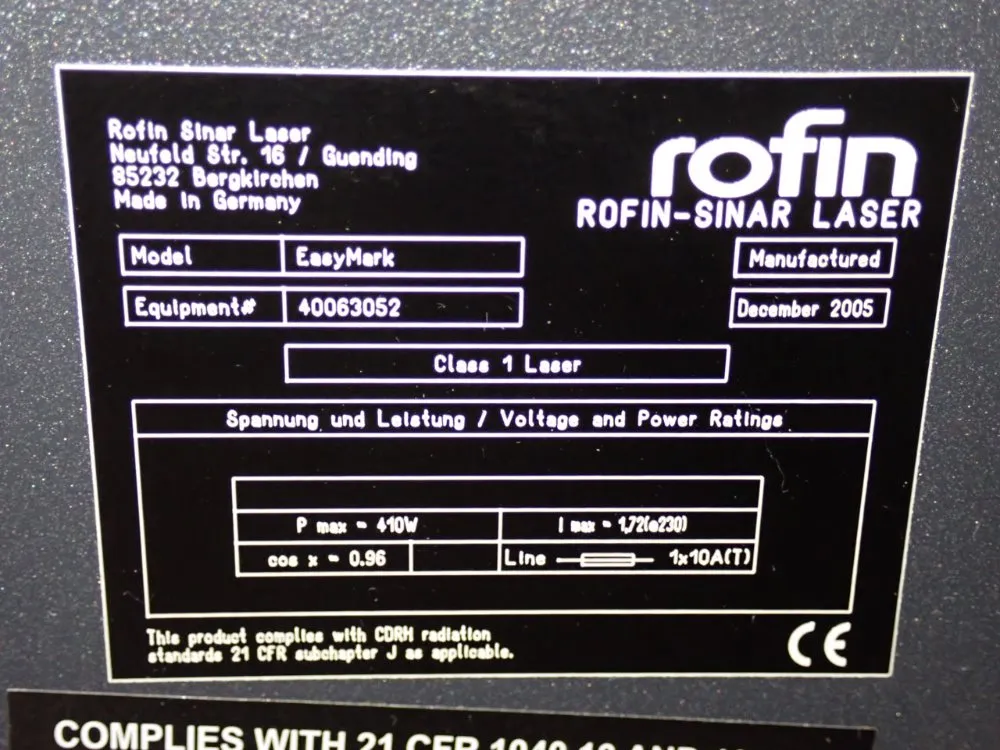 Rofin Sinar Laser
Neufeld Str. 16 / Guending
85232 Bergkirchen
Made in Germany
rofin
ROFIN-SINAR LASER
Model EasyMark
Manufactured
Equipment# 40063052
December 2005
Class 1 Laser
Spannung und Leistung / Voltage and Power Ratings
P max = 410W I max = 1,72(@230)
cos x = 0.96 Line 1x10A(T)
This product complies with CDRH radiation
standards 21 CFR subchapter J as applicable.
CE
COMPLIES WITH 21 CFR 1040.10 AND